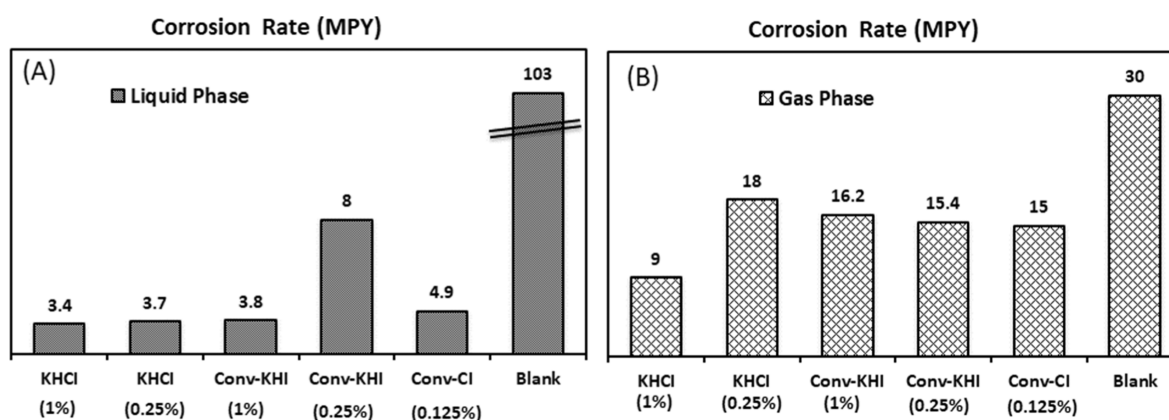 Corrosion Rate (MPY)
(A)
Liquid Phase
103
8
3.4
3.7
3.8
4.9
KHCI
(1%)
KHCI
(0.25%)
Conv-KHI
(1%)
Conv-KHI
(0.25%)
Conv-CI
(0.125%)
Blank
Corrosion Rate (MPY)
(B)
Gas Phase
30
18
16.2
15.4
15
9
KHCI
(1%)
KHCI
(0.25%)
Conv-KHI
(1%)
Conv-KHI
(0.25%)
Conv-CI
(0.125%)
Blank